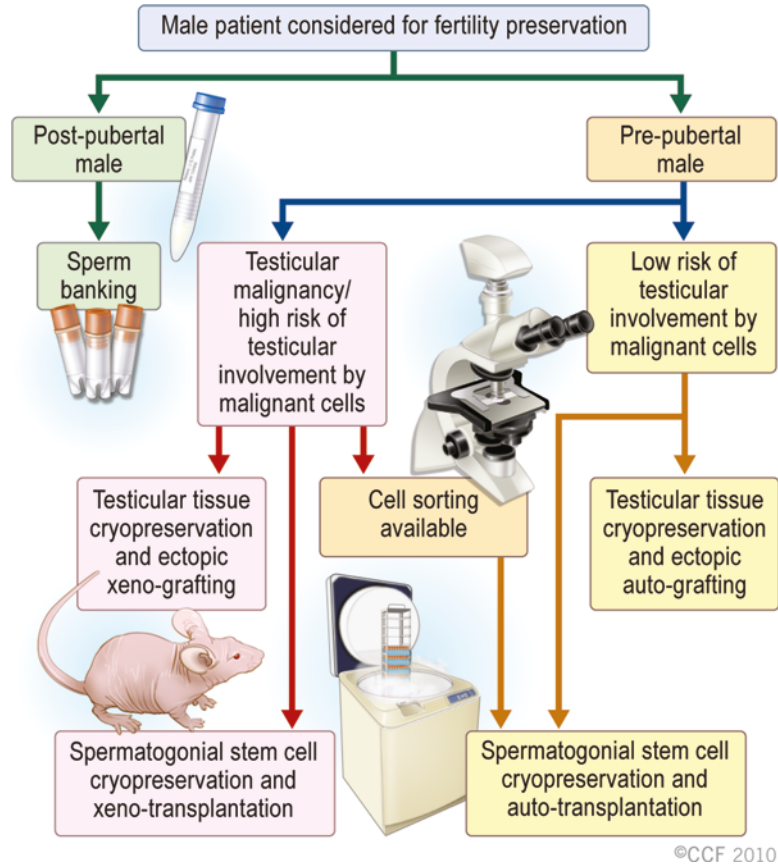 Male patient considered for fertility preservation
Post-pubertal
male
Pre-pubertal
male
Sperm
banking
Testicular
malignancy/
high risk of
testicular
involvement by
malignant cells
Low risk of
testicular
involvement by
malignant cells
Testicular tissue
cryopreservation
and ectopic
xeno-grafting
Cell sorting
available
Testicular tissue
cryopreservation
and ectopic
auto-grafting
Spermatogonial stem cell
cryopreservation and
xeno-transplantation
Spermatogonial stem cell
cryopreservation and
auto-transplantation
©CCF 2010